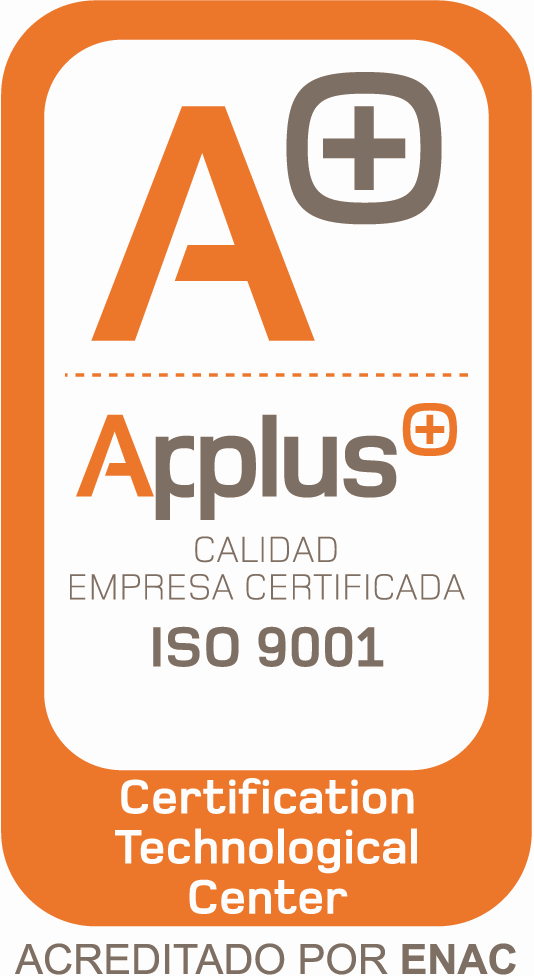 A+
Applus+
CALIDAD
EMPRESA CERTIFICADA
ISO 9001
Certification
Technological
Center
ACREDITADO POR ENAC